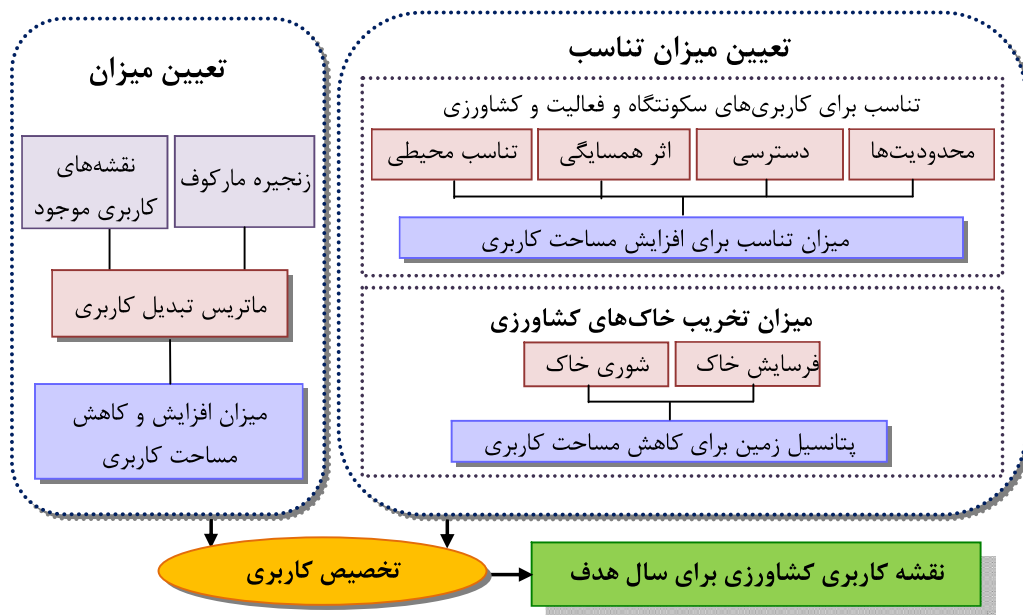 تعیین میزان تناسب
تناسب برای کاربری‌های سکونتگاه و فعالیت و کشاورزی
محدودیت‌ها
دسترسی
اثر همسایگی
تناسب محیطی
میزان تناسب برای افزایش مساحت کاربری
میزان تخریب خاک‌های کشاورزی
فرسایش خاک
شوری خاک
پتانسیل زمین برای کاهش مساحت کاربری
تعیین میزان
زنجیره مارکوف
نقشه‌های
کاربری موجود
ماتریس تبدیل کاربری
میزان افزایش و کاهش
مساحت کاربری
تخصیص کاربری
نقشه کاربری کشاورزی برای سال هدف